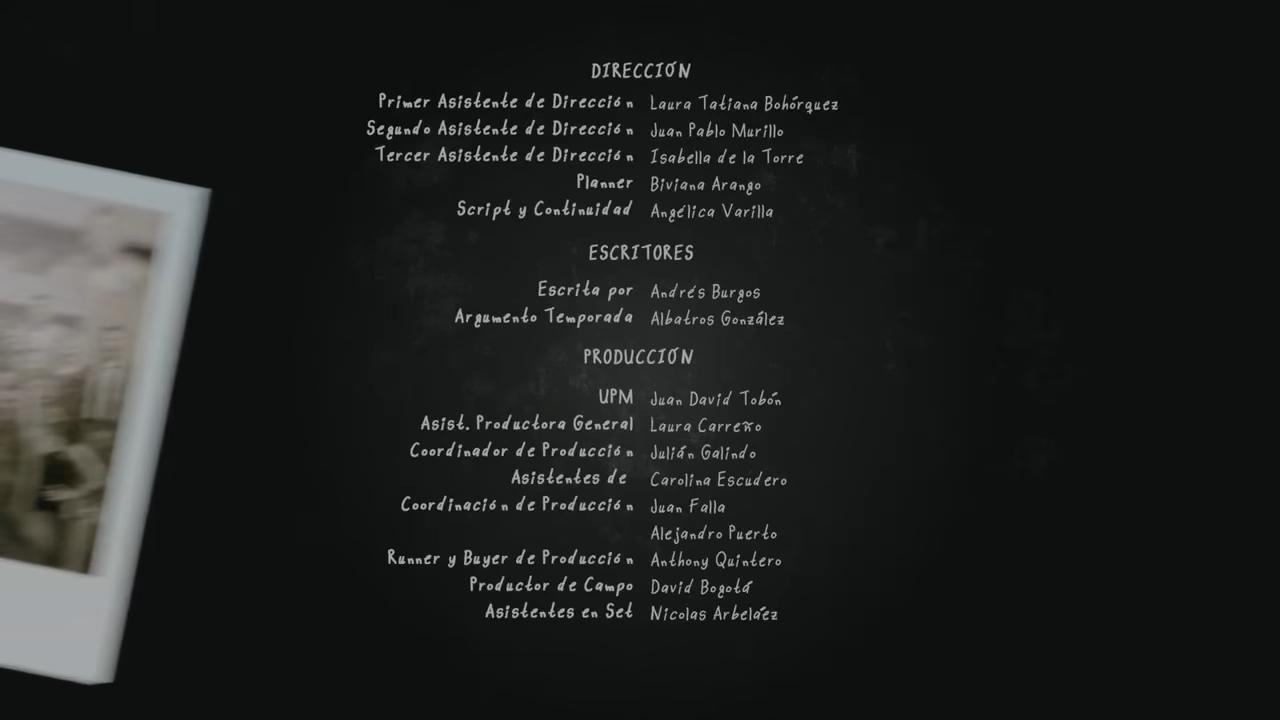 DIRECCIÓN
Primer Asistente de Dirección Laura Tatiana Bohórquez
Segundo Asistente de Dirección Juan Pablo Murillo
Tercer Asistente de Dirección Isabella de la Torre
Planner Biviana Arango
Script y Continuidad Angélica Varilla
ESCRITORES
Escrita por Andrés Burgos
Argumento Temporada Albatros González
PRODUCCIÓN
UPM Juan David Tobón
Asist. Productora General Laura Carreño
Coordinador de Producción Julián Galindo
Asistentes de Carolina Escudero
Coordinación de Producción Juan Falla
Alejandro Puerto
Runner y Buyer de Producción Anthony Quintero
Productor de Campo David Bogotá
Asistentes en Set Nicolas Arbeláez